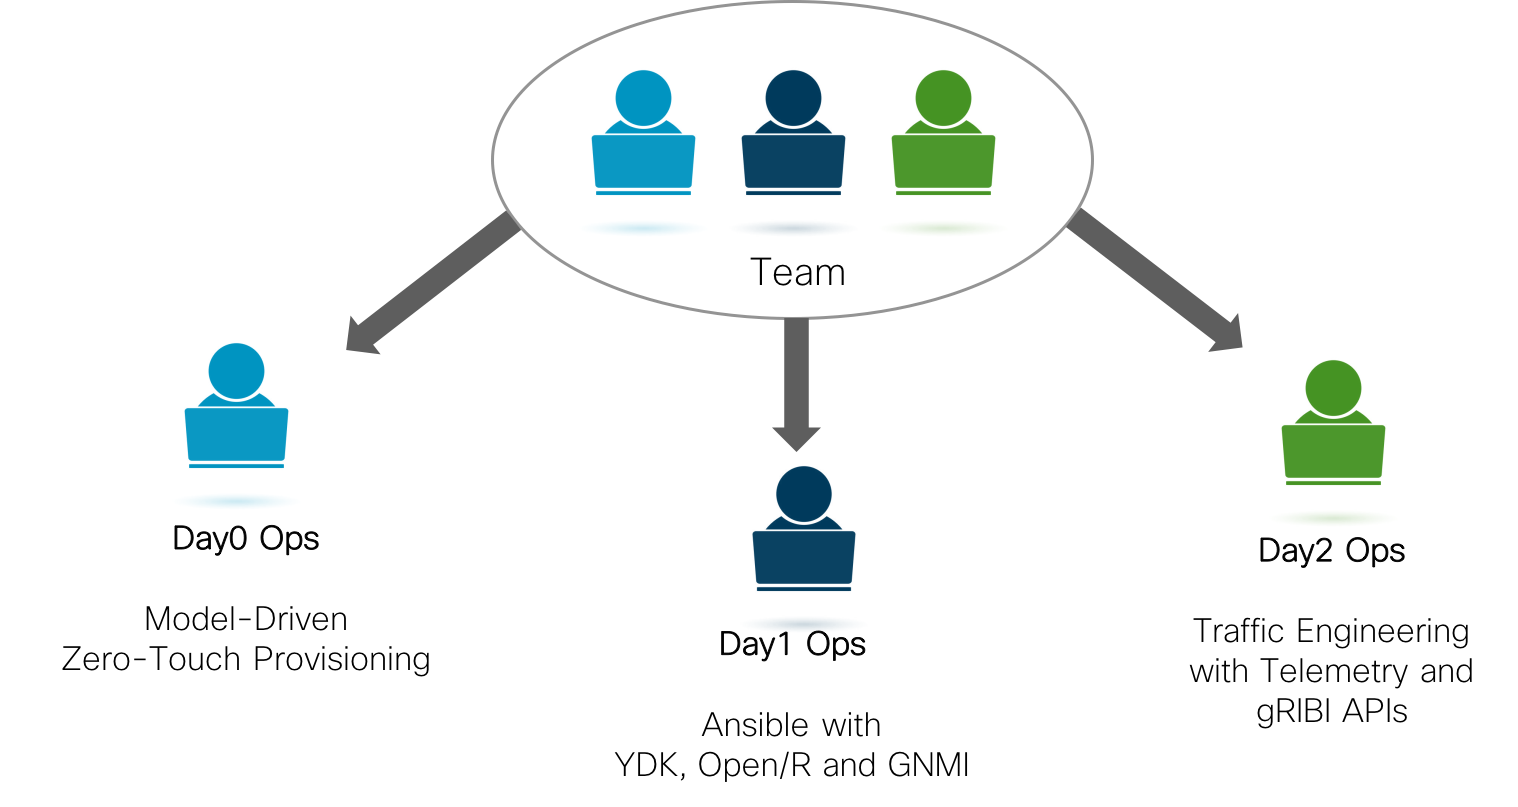 Team
Day0 Ops
Model-Driven
Zero-Touch Provisioning
Day1 Ops
Ansible with
YDK, Open/R and GNMI
Day2 Ops
Traffic Engineering
with Telemetry and
gRIBI APIs